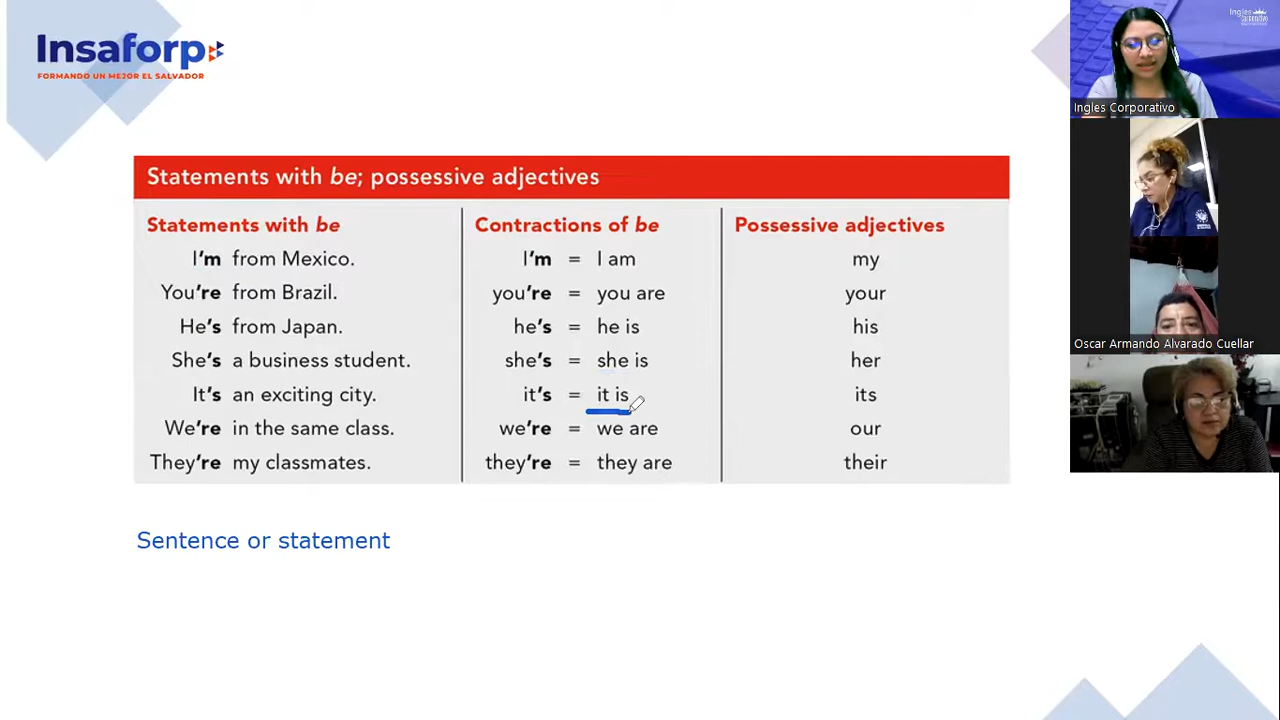 Insaforp
FORMANDO UN MEJOR EL SALVADOR
Ingles Corporativo
Oscar Armando Alvarado Cuellar
Statements with be; possessive adjectives
Statements with be Contractions of be Possessive adjectives
I'm from Mexico. I'm = I am my
You're from Brazil. you're = you are your
He's from Japan. he's = he is his
She's a business student. she's = she is her
It's an exciting city. it's = it is its
We're in the same class. we're = we are our
They're my classmates. they're = they are their
Sentence or statement